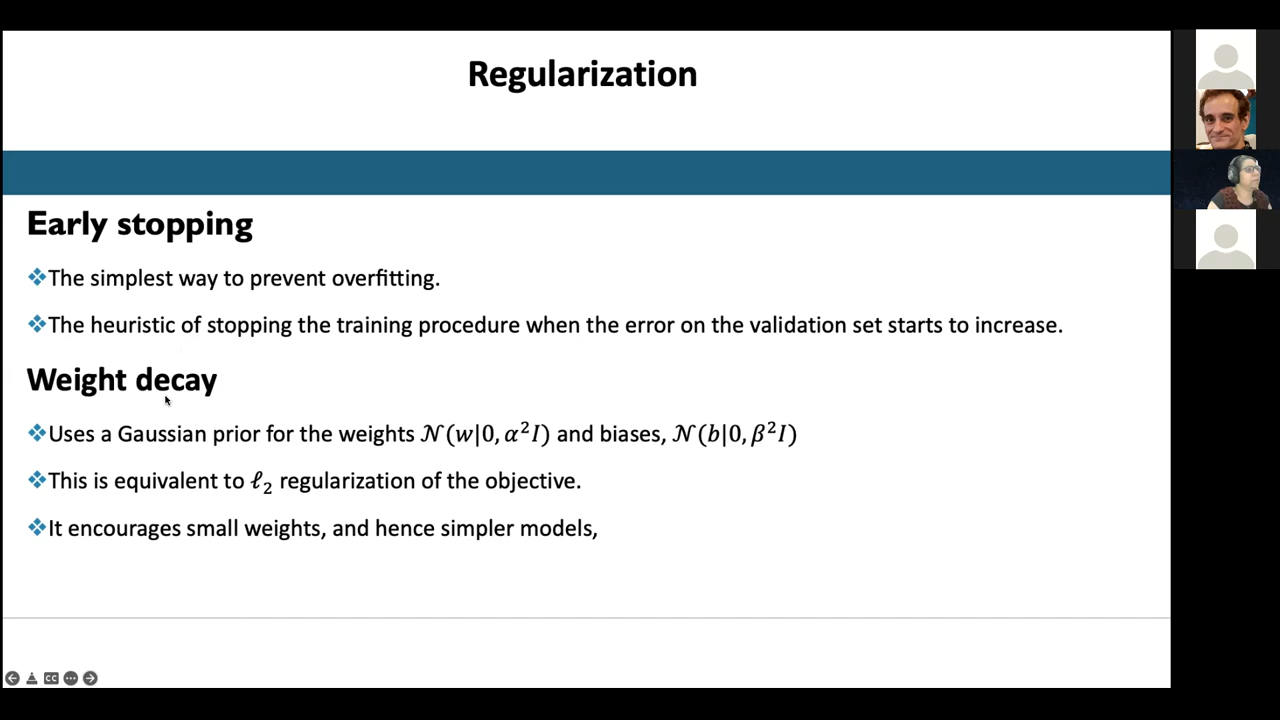 Regularization
Early stopping
❖The simplest way to prevent overfitting.
❖The heuristic of stopping the training procedure when the error on the validation set starts to increase.
Weight decay
❖Uses a Gaussian prior for the weights 𝒩(𝑤|0, 𝛼²𝐼) and biases, 𝒩(𝑏|0, 𝛽²𝐼)
❖This is equivalent to ℓ₂ regularization of the objective.
❖It encourages small weights, and hence simpler models,
CC